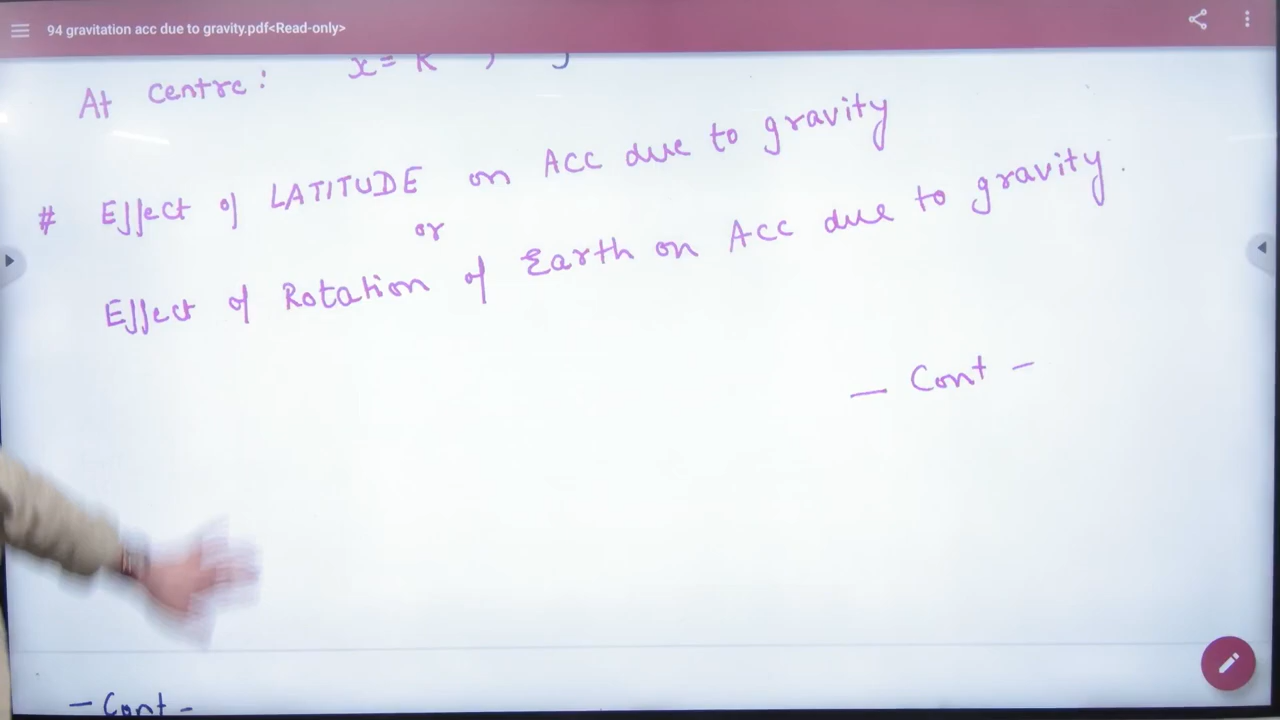 94 gravitation acc due to gravity.pdf<Read-only>
At Centre: x = R ,
# Effect of LATITUDE on Acc due to gravity
or
Effect of Rotation of Earth on Acc due to gravity.
— Cont —
— Cont —